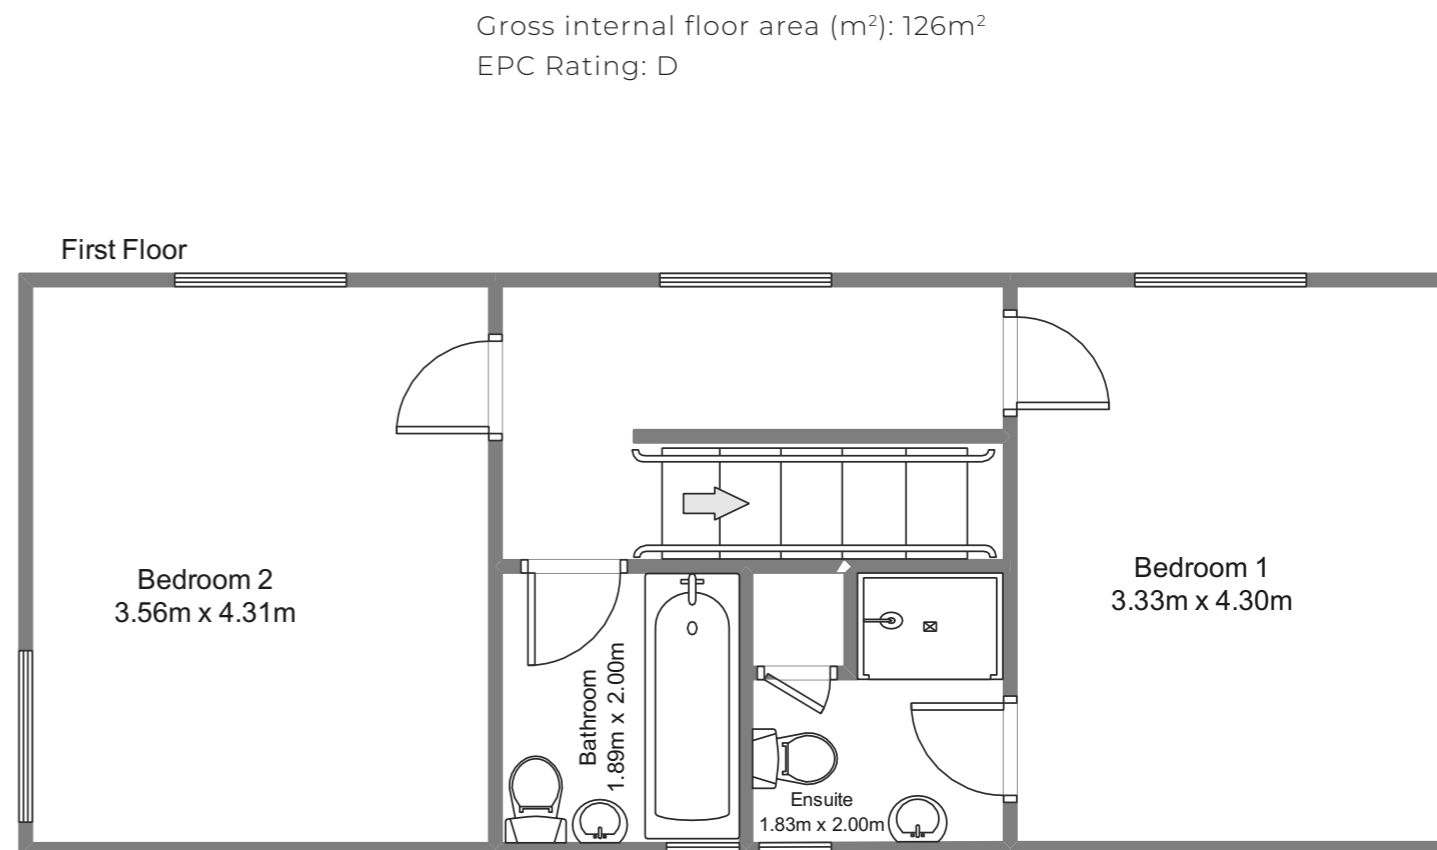 Gross internal floor area (m²): 126m²
EPC Rating: D
First Floor
Bedroom 2
3.56m x 4.31m
Bathroom
1.89m x 2.00m
Ensuite
1.83m x 2.00m
Bedroom 1
3.33m x 4.30m